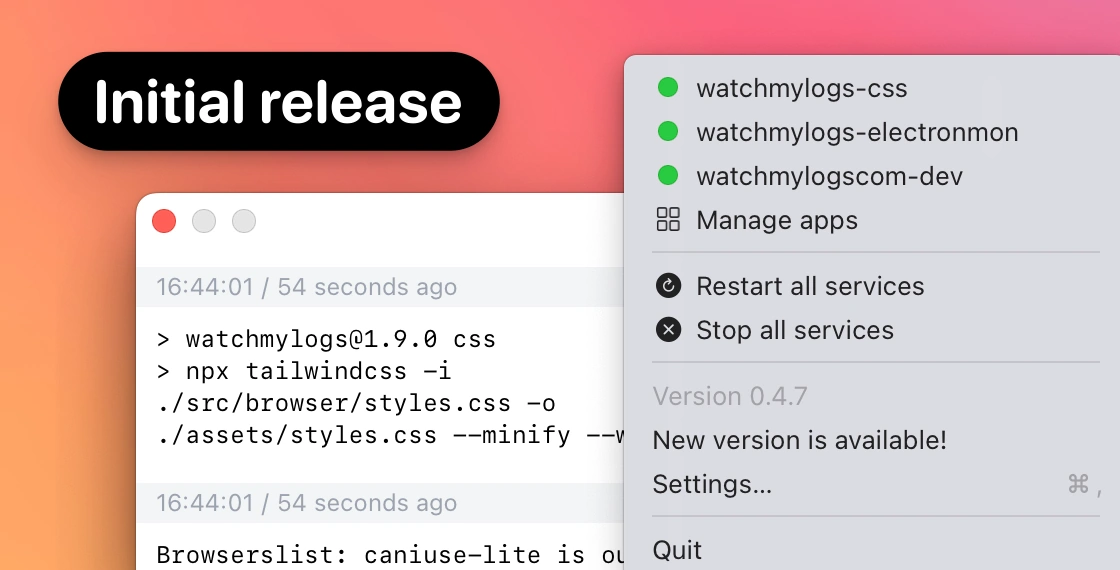 Initial release
16:44:01 / 54 seconds ago
> watchmylogs@1.9.0 css
> npx tailwindcss -i
./src/browser/styles.css -o
./assets/styles.css --minify
16:44:01 / 54 seconds ago
Browserslist: caniuse-lite is
watchmylogs-css
watchmylogs-electronmon
watchmylogscom-dev
Manage apps
Restart all services
Stop all services
Version 0.4.7
New version is available!
Settings... ⌘ ,
Quit